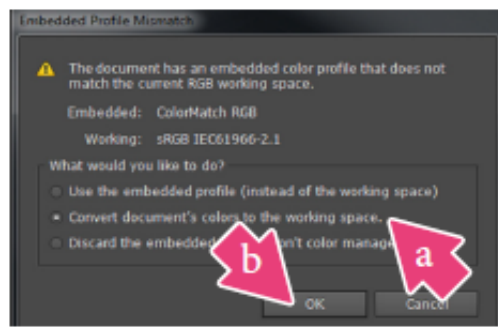 Embedded Profile Mismatch
The document has an embedded color profile that does not
match the current RGB working space.
Embedded: ColorMatch RGB
Working: sRGB IEC61966-2.1
What would you like to do?
Use the embedded profile (instead of the working space)
Convert document's colors to the working space.
Discard the embedded on't color manage
a
b
OK
Cancel